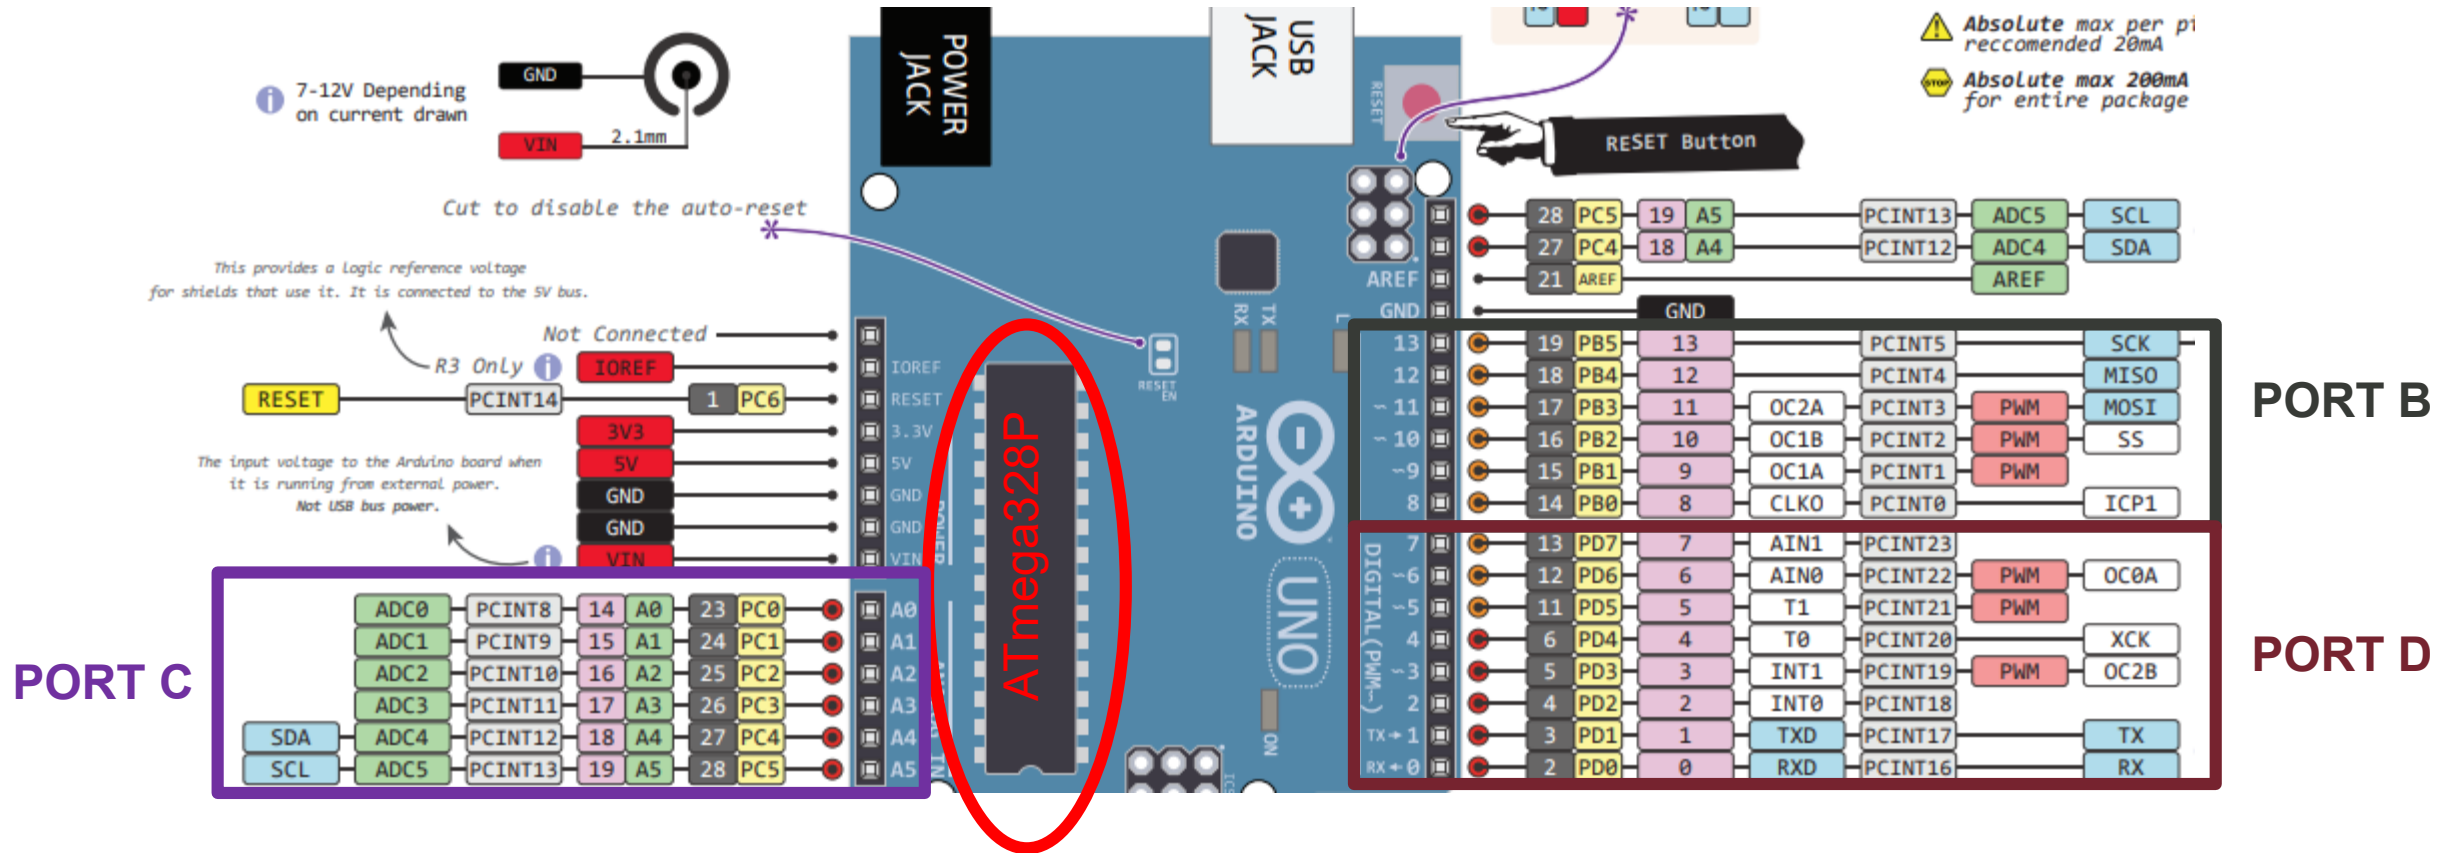 GND
7-12V Depending
on current drawn
VIN
2.1mm
POWER
JACK
USB
JACK
RESET
RESET Button
Absolute max per
reccomended 20mA
STOP
Absolute max 200mA
for entire package
Cut to disable the auto-reset
This provides a logic reference voltage
for shields that use it. It is connected to the 5V bus.
Not Connected
R3 Only IOREF
RESET PCINT14 1 PC6
3V3
5V
The input voltage to the Arduino board when
it is running from external power.
Not USB bus power.
GND
GND
VIN
IOREF
RESET
3.3V
5V
GND
GND
VIN
POWER
RESET
EN
RX
TX
L
ARDUINO
UNO
ON
ATmega328P
PORT C
ADC0 PCINT8 14 A0 23 PC0 A0
ADC1 PCINT9 15 A1 24 PC1 A1
ADC2 PCINT10 16 A2 25 PC2 A2
ADC3 PCINT11 17 A3 26 PC3 A3
SDA ADC4 PCINT12 18 A4 27 PC4 A4
SCL ADC5 PCINT13 19 A5 28 PC5 A5
28 PC5 19 A5 PCINT13 ADC5 SCL
27 PC4 18 A4 PCINT12 ADC4 SDA
AREF 21 AREF AREF
GND GND
PORT B
13 19 PB5 13 PCINT5 SCK
12 18 PB4 12 PCINT4 MISO
~11 17 PB3 11 OC2A PCINT3 PWM MOSI
~10 16 PB2 10 OC1B PCINT2 PWM SS
~9 15 PB1 9 OC1A PCINT1 PWM
8 14 PB0 8 CLKO PCINT0 ICP1
PORT D
DIGITAL(PWM~)
7 13 PD7 7 AIN1 PCINT23
~6 12 PD6 6 AIN0 PCINT22 PWM OC0A
~5 11 PD5 5 T1 PCINT21 PWM
4 6 PD4 4 T0 PCINT20 XCK
~3 5 PD3 3 INT1 PCINT19 PWM OC2B
2 4 PD2 2 INT0 PCINT18
TX→1 3 PD1 1 TXD PCINT17 TX
RX←0 2 PD0 0 RXD PCINT16 RX